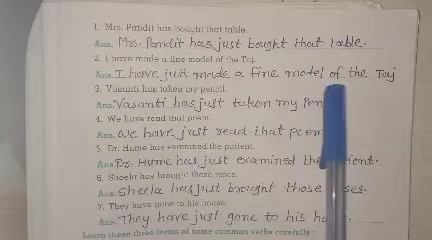 1. Mrs. Pandit has bought that table.
Ans. Mrs. Pandit has just bought that table.
2. I have made a fine model of the Taj.
Ans. I have just made a fine model of the Taj
3. Vasanti has taken my pencil.
Ans. Vasanti has just taken my
4. We have read that poem.
Ans. We have just read that poem
5. Dr. Hume has examined the patient.
Ans. Dr. Hume has just examined the
6. Sheela has brought those roses.
Ans. Sheela has just brought those
7. They have gone to his house.
Ans. They have just gone to his
Learn these three forms of some common verbs carefully: